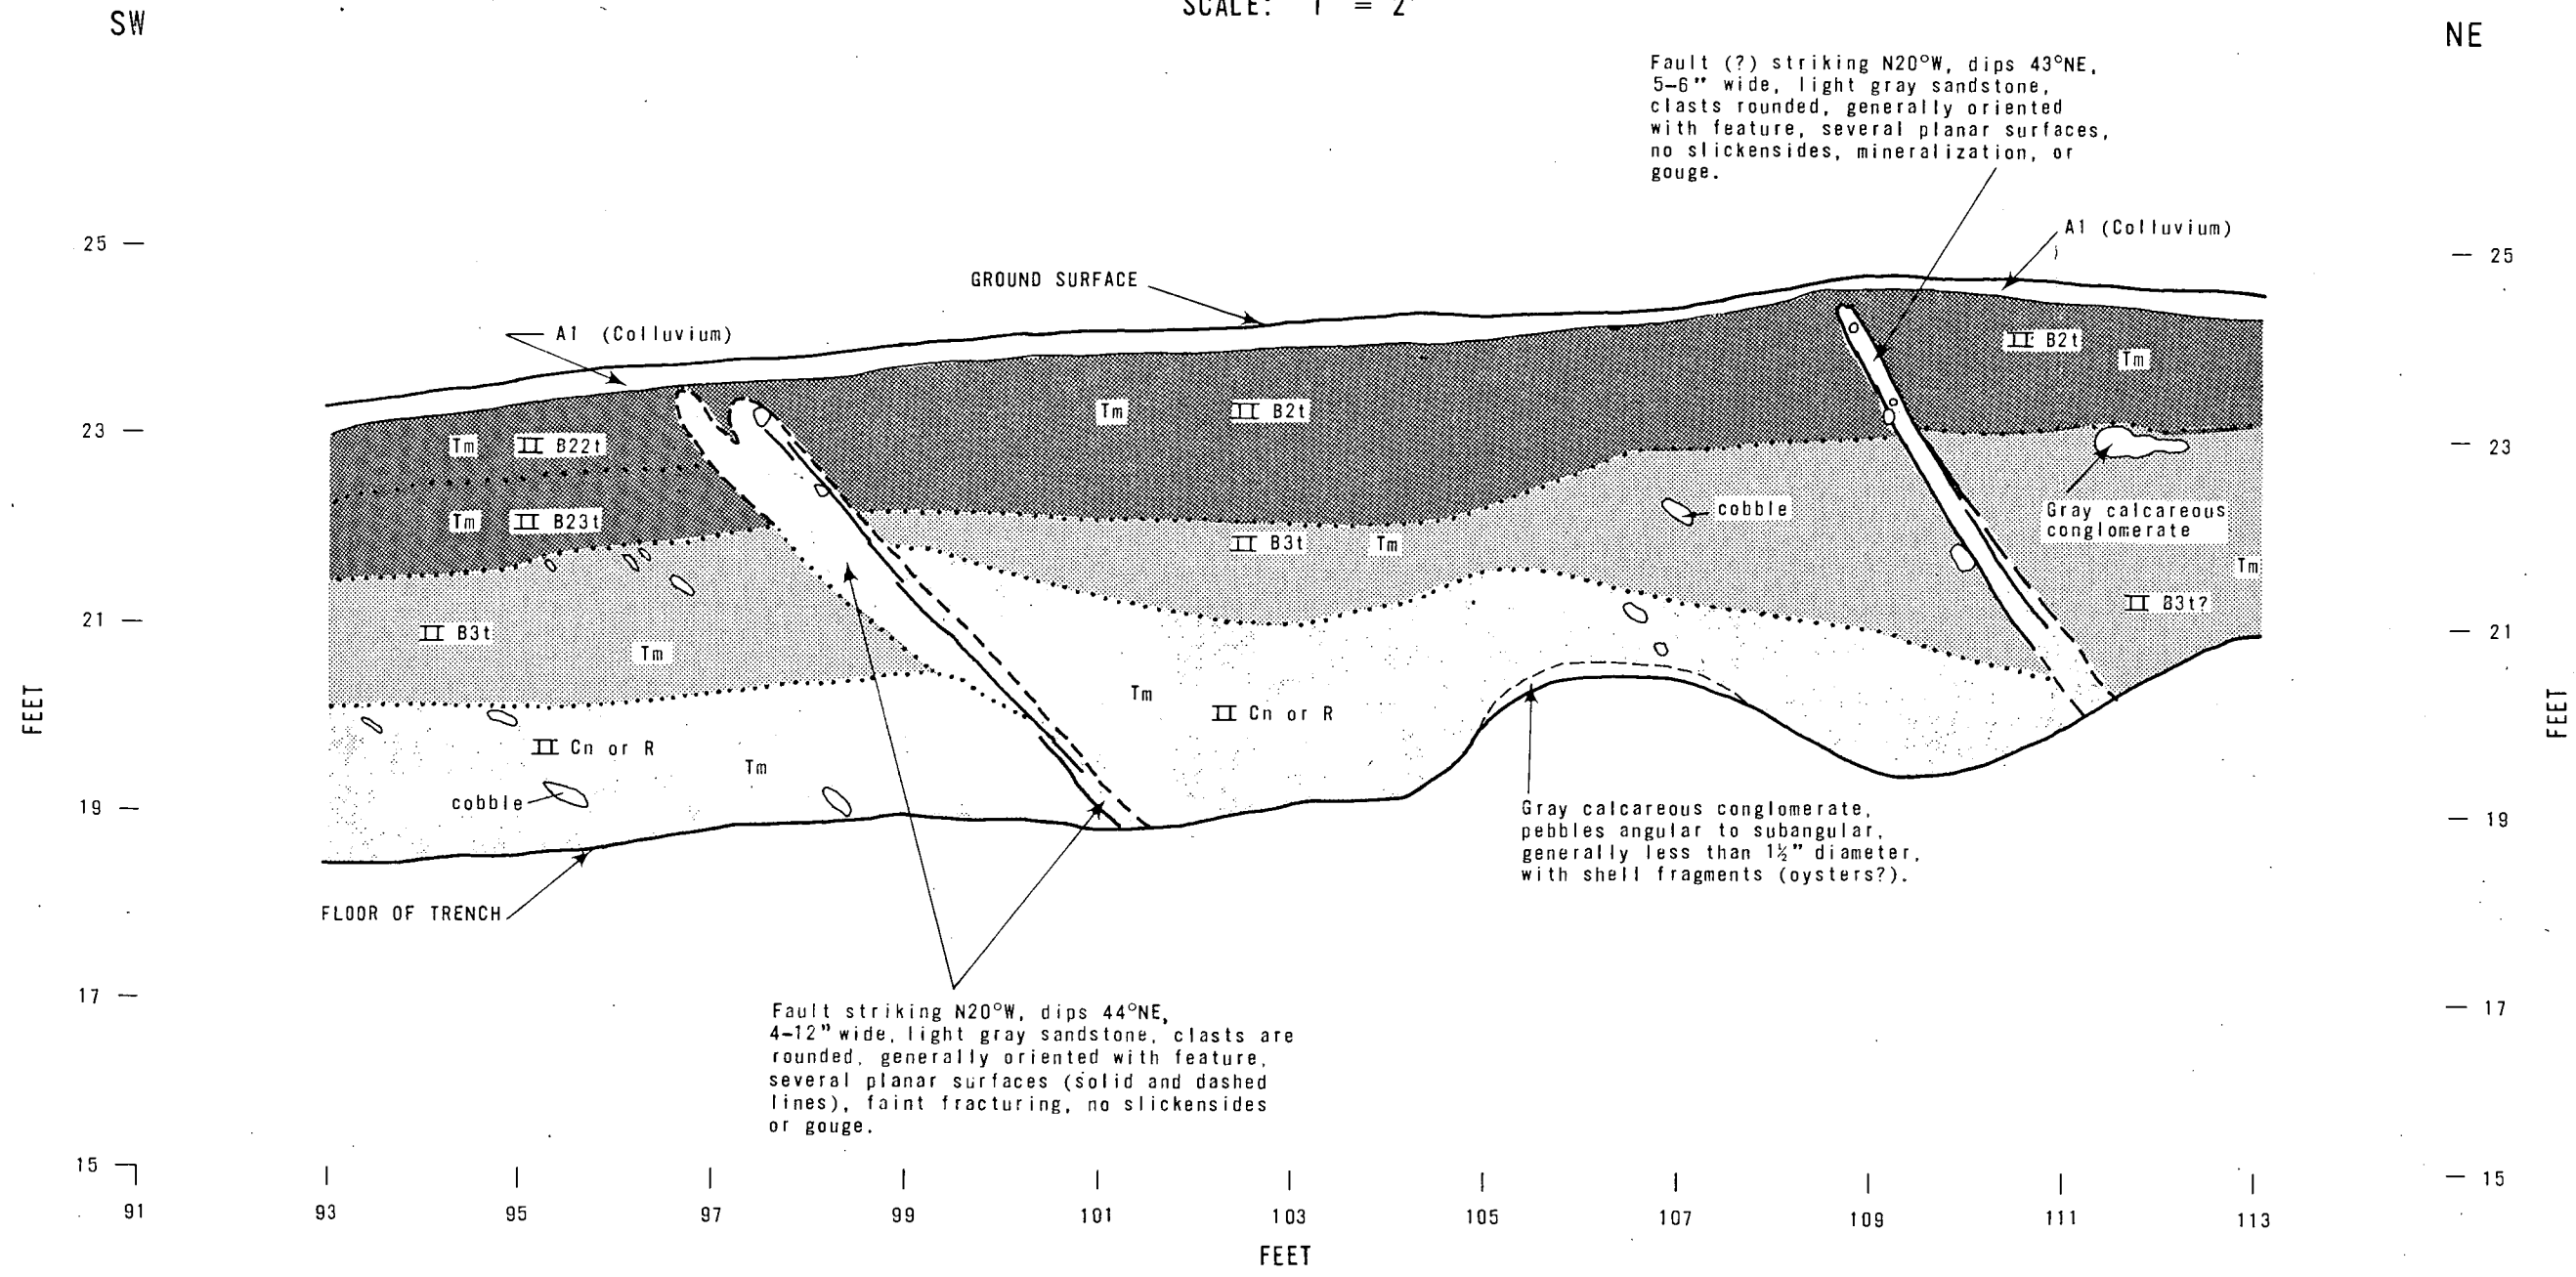 SCALE: 1" = 2'
SW
NE
Fault (?) striking N20°W, dips 43°NE,
5-6" wide, light gray sandstone,
clasts rounded, generally oriented
with feature, several planar surfaces,
no slickensides, mineralization, or
gouge.
A1 (Colluvium)
25
25
GROUND SURFACE
A1 (Colluvium)
II B2t
Tm
Tm
II B2t
23
Tm
II B22t
23
cobble
Gray calcareous
conglomerate
Tm
II B23t
II B3t
Tm
Tm
II B3t?
21
II B3t
21
Tm
Tm
II Cn or R
FEET
FEET
II Cn or R
Tm
cobble
19
19
Gray calcareous conglomerate,
pebbles angular to subangular,
generally less than 1½" diameter,
with shell fragments (oysters?).
FLOOR OF TRENCH
17
17
Fault striking N20°W, dips 44°NE,
4-12" wide, light gray sandstone, clasts are
rounded, generally oriented with feature,
several planar surfaces (solid and dashed
lines), faint fracturing, no slickensides
or gouge.
15
15
91
93
95
97
99
101
103
105
107
109
111
113
FEET